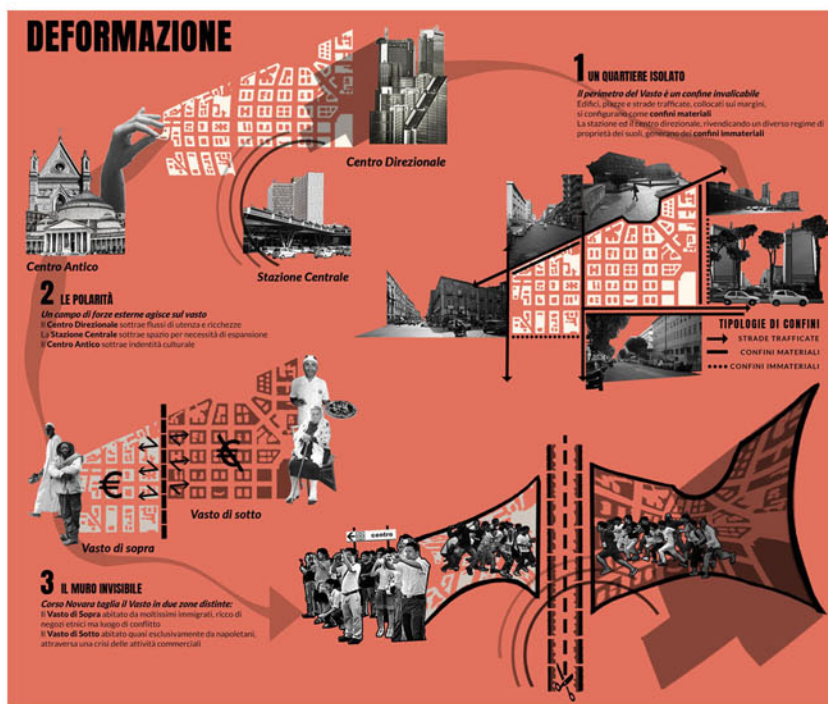 DEFORMAZIONE
1 UN QUARTIERE ISOLATO
Il perimetro del Vasto è un confine invalicabile
Edifici, piazze e strade trafficate, collocati sui margini,
si configurano come confini materiali
La stazione ed il centro direzionale, rivendicando un diverso regime di
proprietà dei suoli, generano dei confini immateriali
Centro Direzionale
Centro Antico
Stazione Centrale
2 LE POLARITÀ
Un campo di forze esterne agisce sul vasto
Il Centro Direzionale sottrae flussi di utenza e ricchezze
La Stazione Centrale sottrae spazio per necessità di espansione
Il Centro Antico sottrae indentità culturale
TIPOLOGIE DI CONFINI
STRADE TRAFFICATE
CONFINI MATERIALI
CONFINI IMMATERIALI
€
€
Vasto di sotto
Vasto di sopra
centro
3 IL MURO INVISIBILE
Corso Novara taglia il Vasto in due zone distinte:
Il Vasto di Sopra abitato da moltissimi immigrati, ricco di
negozi etnici ma luogo di conflitto
Il Vasto di Sotto abitato quasi esclusivamente da napoletani,
attraversa una crisi delle attività commerciali